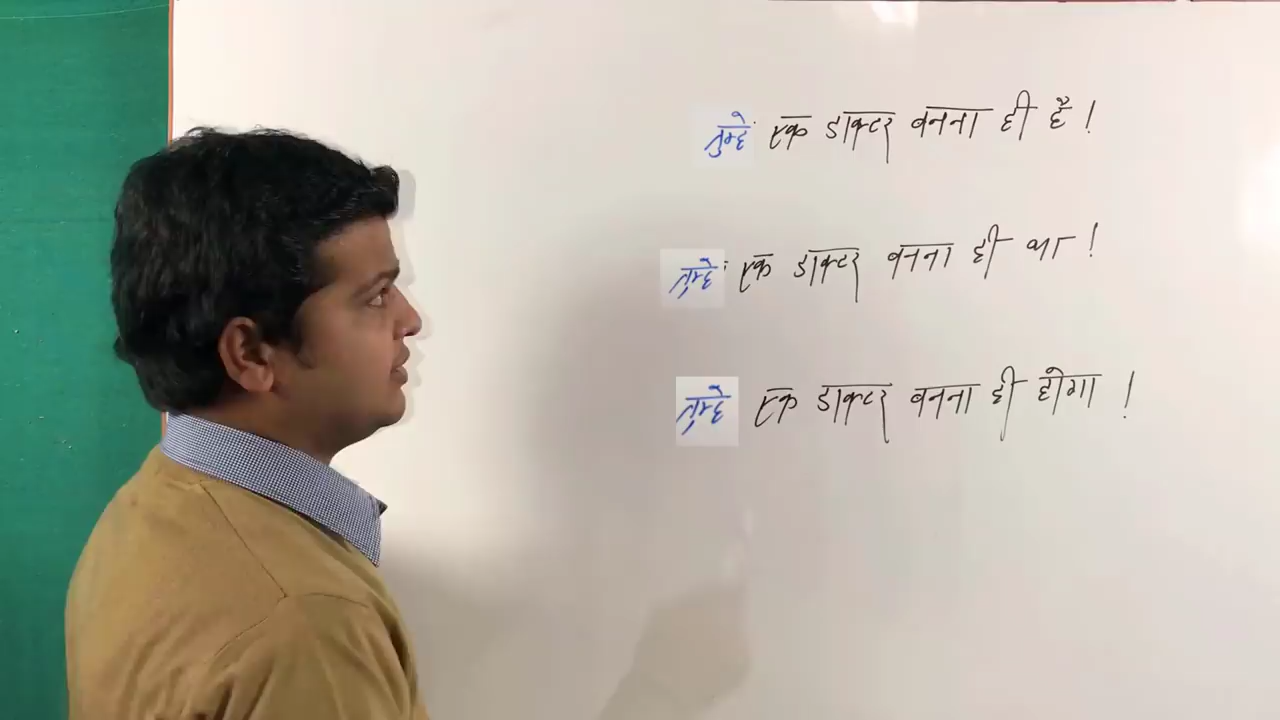 तुम्हे एक डाक्टर बनना ही है !
तुम्हे एक डाक्टर बनना ही था !
तुम्हे एक डाक्टर बनना ही होगा !